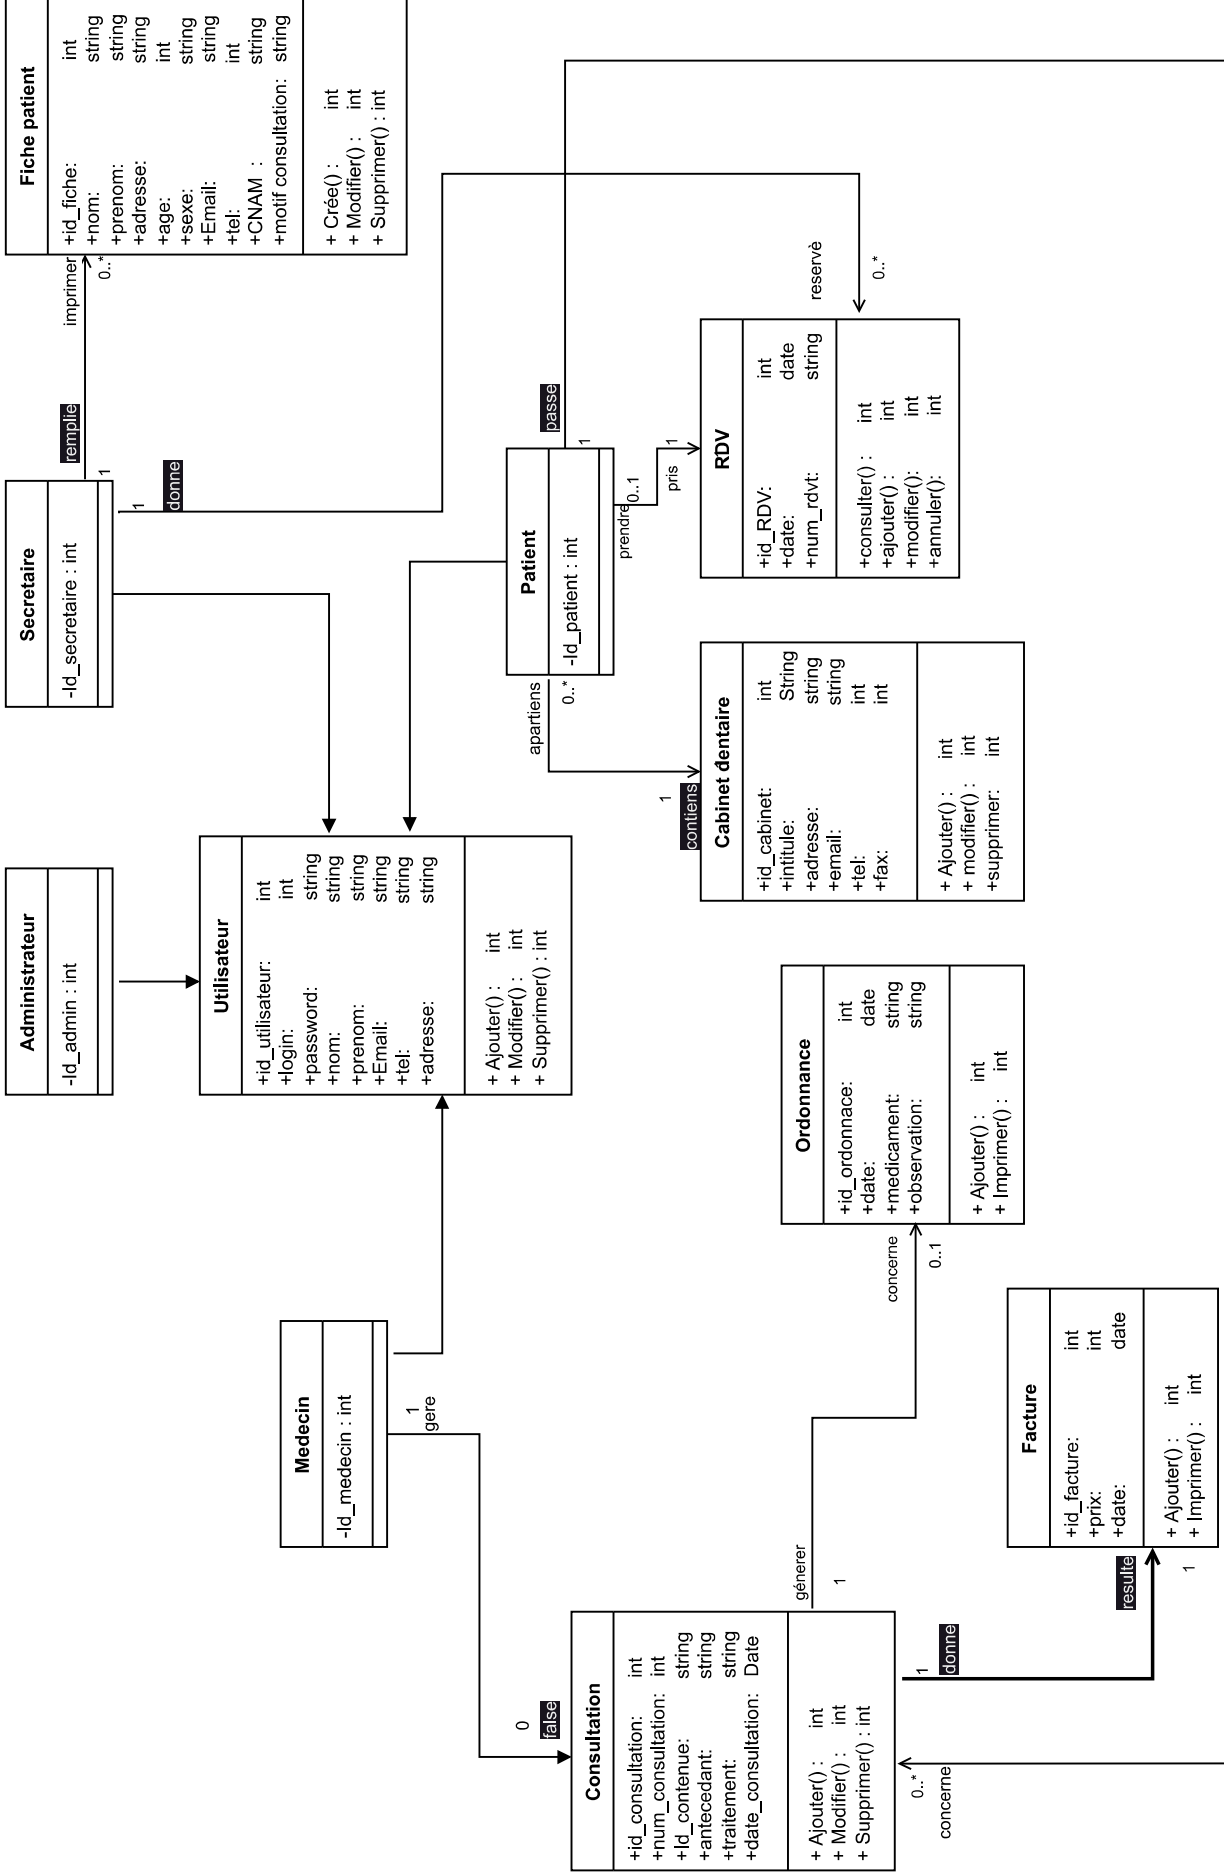 Fiche patient
+id_fiche: int
+nom: string
+prenom: string
+adresse: string
+age: int
+sexe: string
+Email: string
+tel: int
+CNAM : string
+motif consultation: string
+ Crée() : int
+ Modifier() : int
+ Supprimer() : int
imprimer
0..*
remplie
1
Secretaire
-Id_secretaire : int
1
donne
reservè
0..*
Administrateur
-Id_admin : int
Utilisateur
+id_utilisateur: int
+login: int
+password: string
+nom: string
+prenom: string
+Email: string
+tel: string
+adresse: string
+ Ajouter() : int
+ Modifier() : int
+ Supprimer() : int
Patient
-Id_patient : int
passe
1
prendre
0..1
pris
1
apartiens
0..*
1
contiens
RDV
+id_RDV: int
+date: date
+num_rdvt: string
+consulter() : int
+ajouter() : int
+modifier(): int
+annuler(): int
Cabinet dentaire
+id_cabinet: int
+intitule: String
+adresse: string
+email: string
+tel: int
+fax: int
+ Ajouter() : int
+ modifier() : int
+supprimer: int
Medecin
-Id_medecin : int
1
gere
0
false
Ordonnance
+id_ordonnace: int
+date: date
+medicament: string
+observation: string
+ Ajouter() : int
+ Imprimer() : int
concerne
0..1
génerer
1
Consultation
+id_consultation: int
+num_consultation: int
+Id_contenue: string
+antecedant: string
+traitement: string
+date_consultation: Date
+ Ajouter() : int
+ Modifier() : int
+ Supprimer() : int
1
donne
resulte
1
Facture
+id_facture: int
+prix: int
+date: date
+ Ajouter() : int
+ Imprimer() : int
0..*
concerne